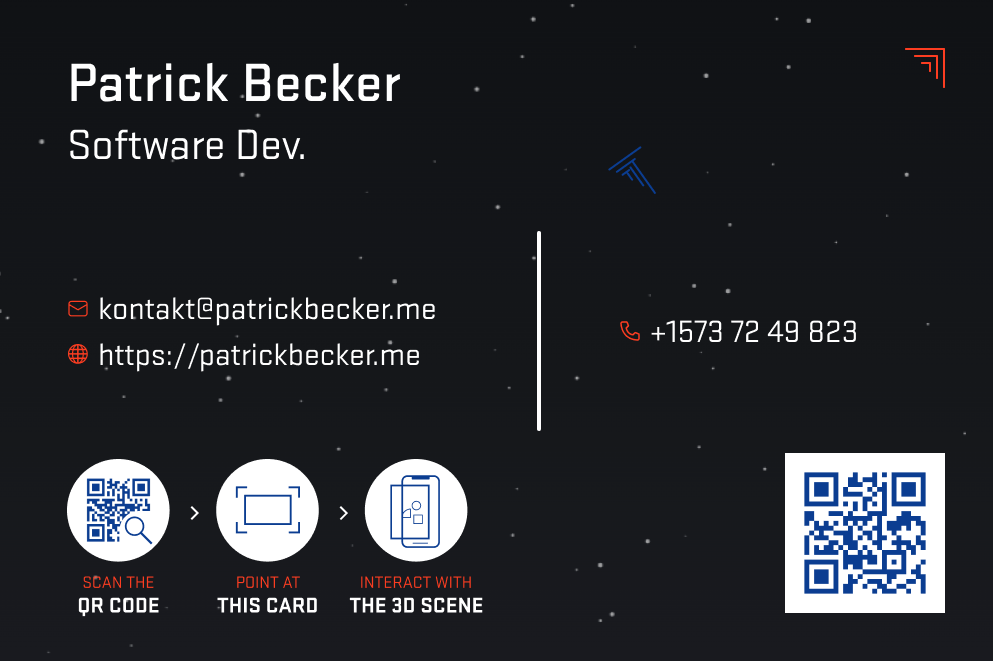 Patrick Becker
Software Dev.
kontakt@patrickbecker.me
https://patrickbecker.me
+1573 72 49 823
SCAN THE
QR CODE
POINT AT
THIS CARD
INTERACT WITH
THE 3D SCENE